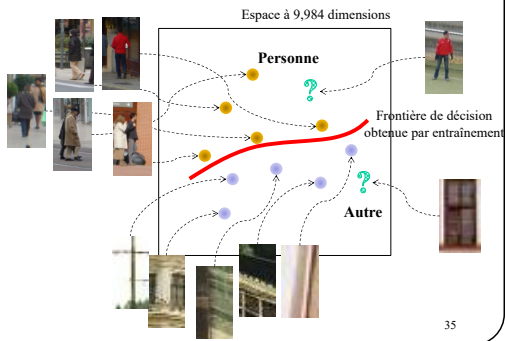 Espace à 9,984 dimensions
Personne
?
Frontière de décision
obtenue par entraînement
?
Autre
35